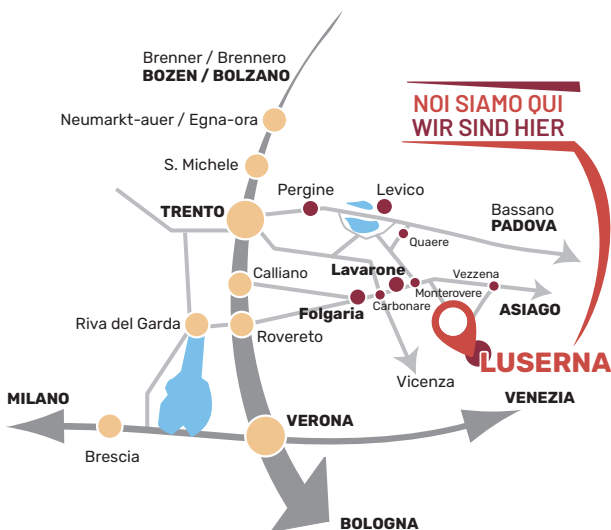 Brenner / Brennero
BOZEN / BOLZANO
NOI SIAMO QUI
WIR SIND HIER
Neumarkt-auer / Egna-ora
S. Michele
Pergine
Levico
TRENTO
Bassano
PADOVA
Quaere
Calliano
Lavarone
Vezzena
Monterovere
Carbonare
Folgaria
ASIAGO
Riva del Garda
Rovereto
LUSERNA
Vicenza
MILANO
VENEZIA
VERONA
Brescia
BOLOGNA